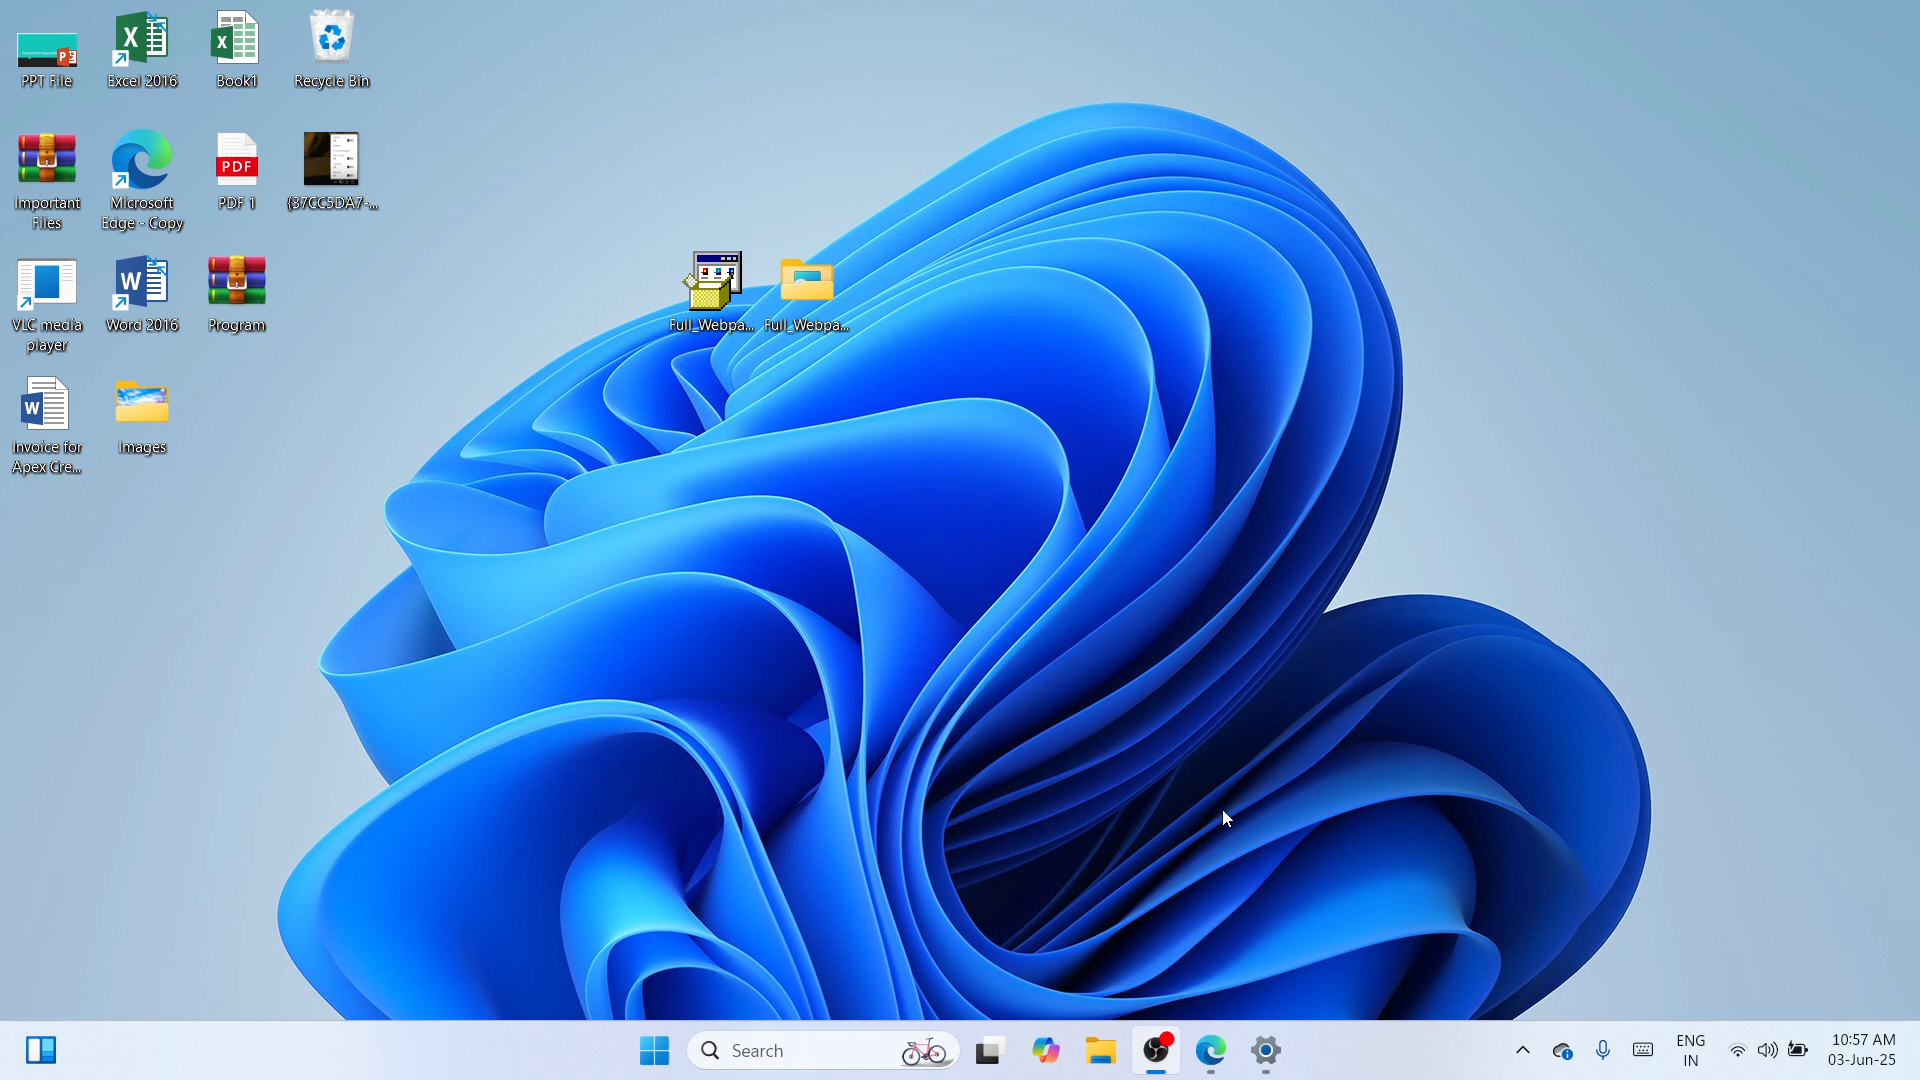 PPT File
Excel 2016
Book1
Recycle Bin
Important
Files
Microsoft
Edge - Copy
PDF
PDF 1
{37CC5DA7-...
VLC media
player
Word 2016
Program
Full_Webpa...
Full_Webpa...
Invoice for
Apex Cre...
Images
Search
ENG
IN
10:57 AM
03-Jun-25